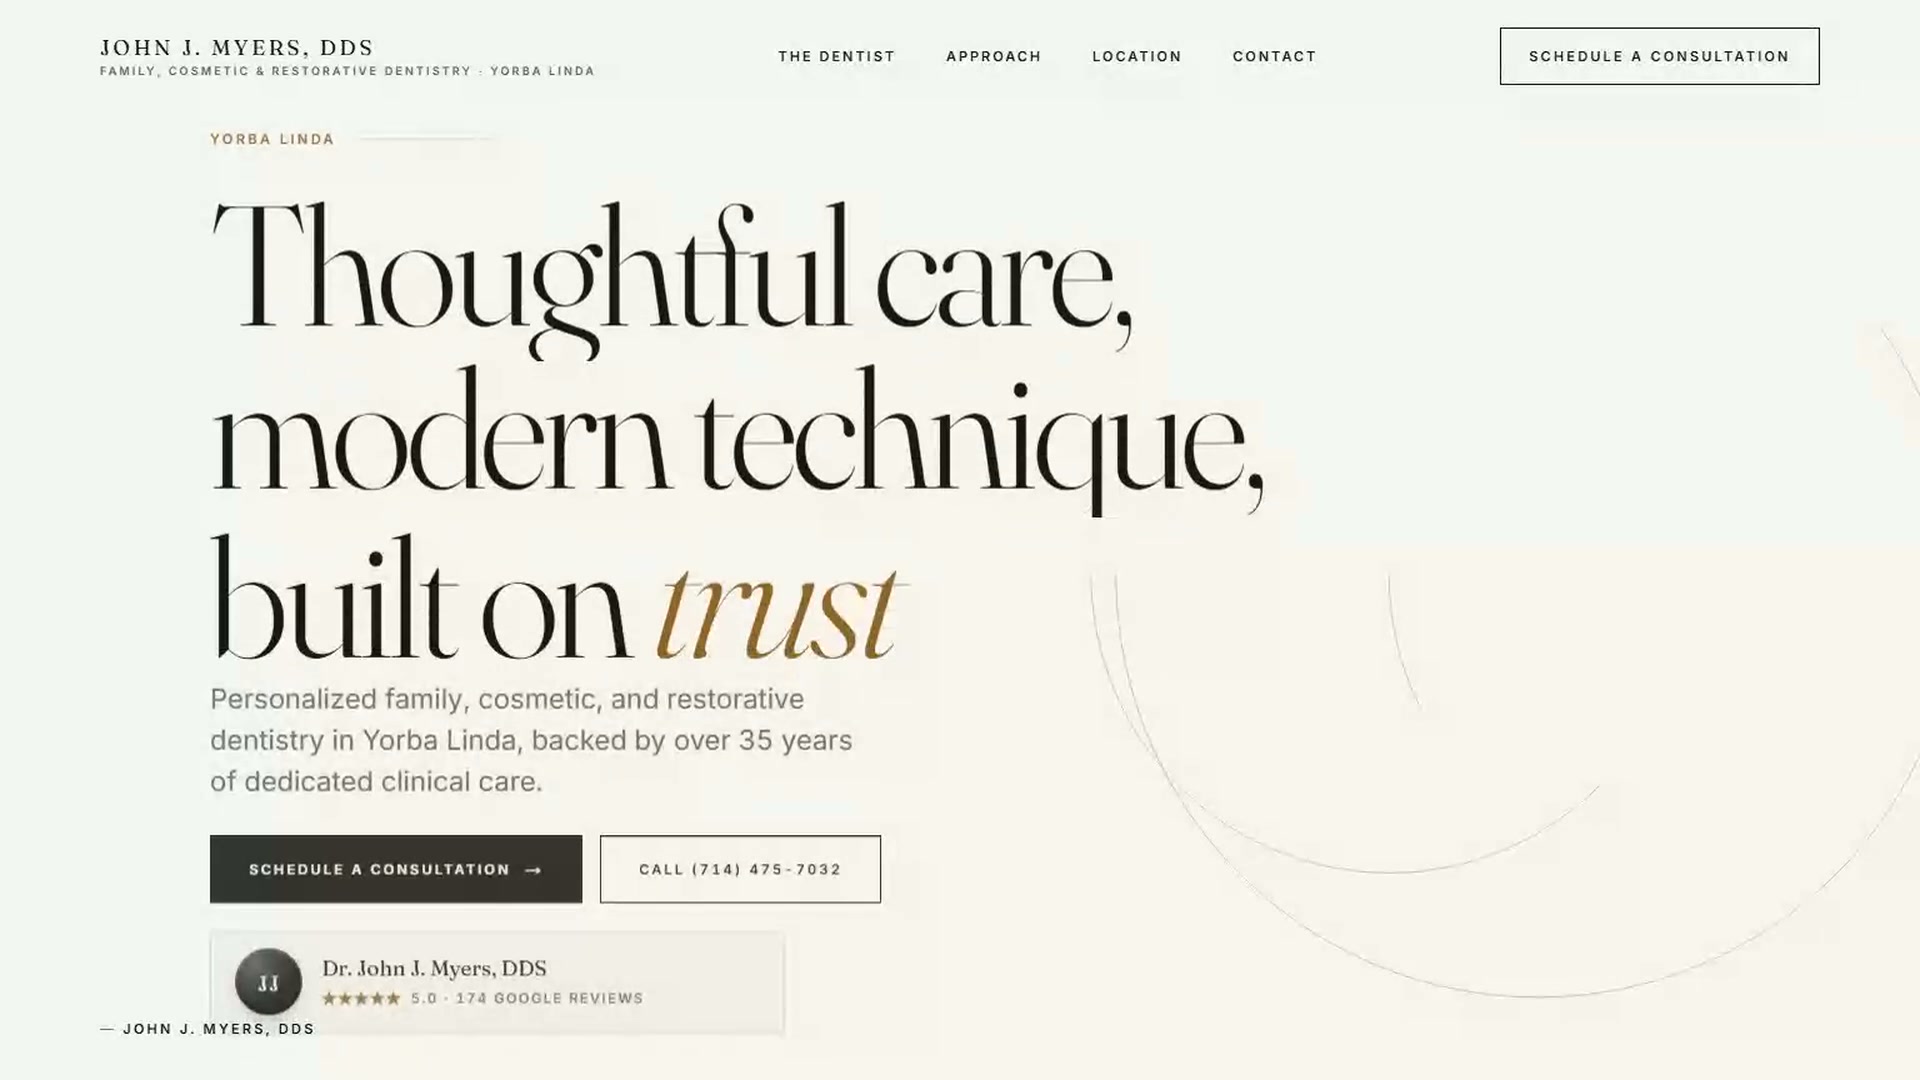 JOHN J. MYERS, DDS
FAMILY, COSMETIC & RESTORATIVE DENTISTRY · YORBA LINDA
THE DENTIST
APPROACH
LOCATION
CONTACT
SCHEDULE A CONSULTATION
YORBA LINDA
Thoughtful care,
modern technique,
built on trust
Personalized family, cosmetic, and restorative
dentistry in Yorba Linda, backed by over 35 years
of dedicated clinical care.
SCHEDULE A CONSULTATION →
CALL (714) 475-7032
JJ
Dr. John J. Myers, DDS
★★★★★ 5.0 · 174 GOOGLE REVIEWS
— JOHN J. MYERS, DDS